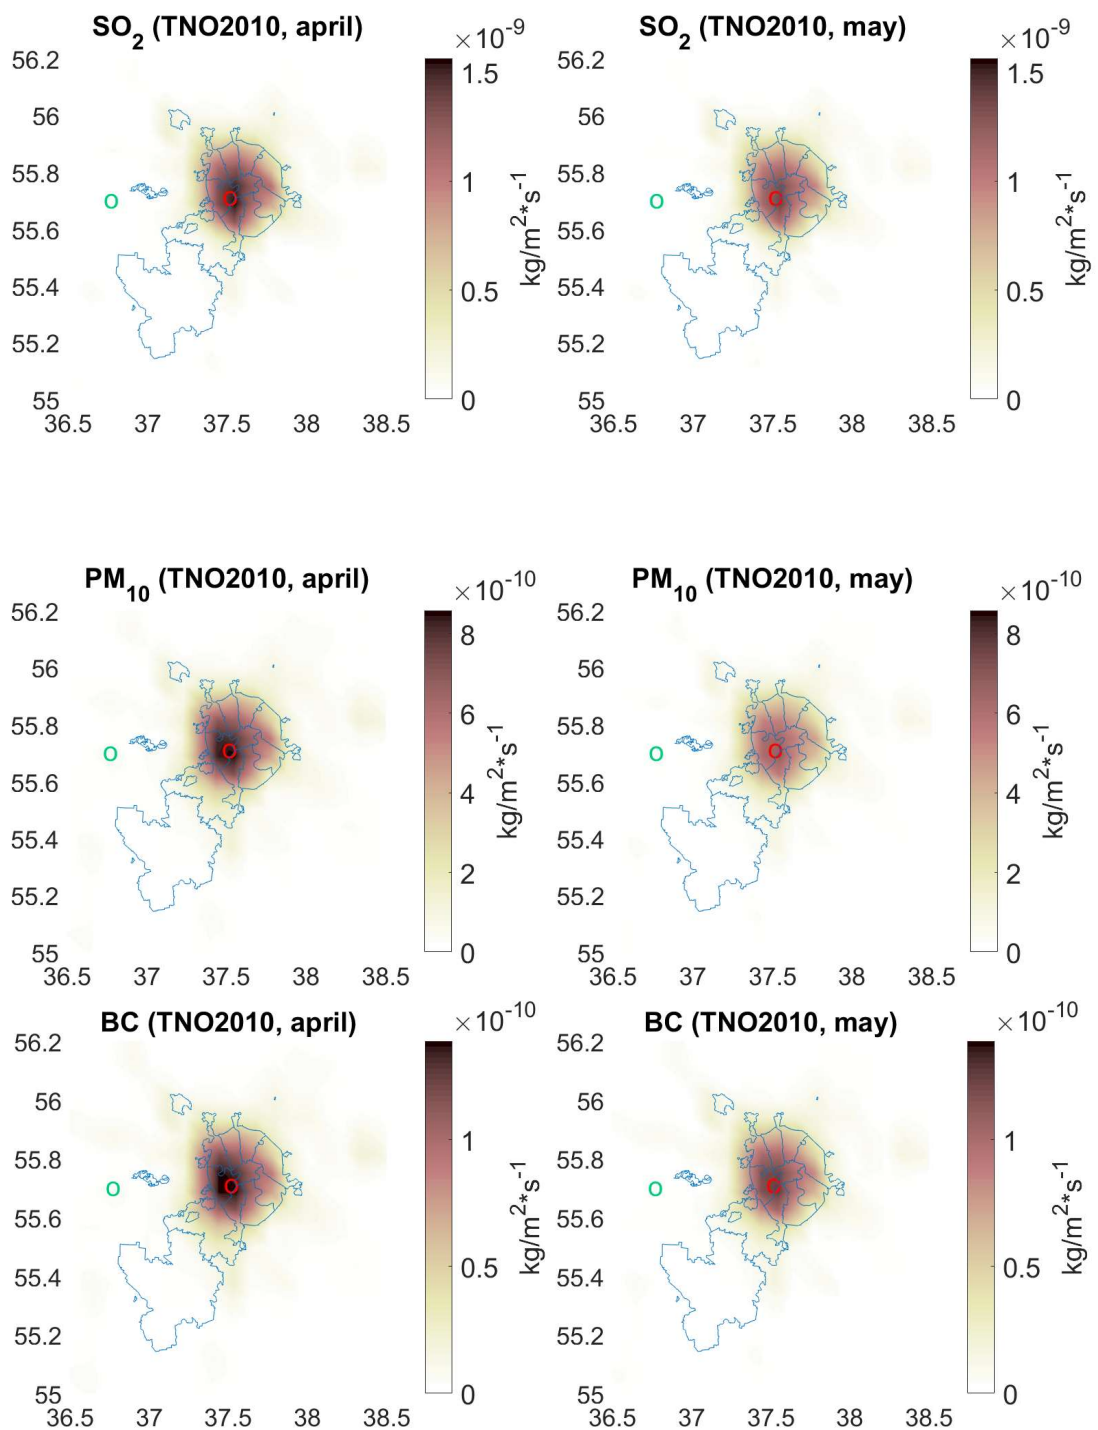 SO2 (TNO2010, april)
×10-9
56.2
56
55.8
55.6
55.4
55.2
55
36.5 37 37.5 38 38.5
1.5
1
0.5
0
kg/m2*s-1
o
o
SO2 (TNO2010, may)
×10-9
56.2
56
55.8
55.6
55.4
55.2
55
36.5 37 37.5 38 38.5
1.5
1
0.5
0
kg/m2*s-1
o
o
PM10 (TNO2010, april)
×10-10
56.2
56
55.8
55.6
55.4
55.2
55
36.5 37 37.5 38 38.5
8
6
4
2
0
kg/m2*s-1
o
o
PM10 (TNO2010, may)
×10-10
56.2
56
55.8
55.6
55.4
55.2
55
36.5 37 37.5 38 38.5
8
6
4
2
0
kg/m2*s-1
o
o
BC (TNO2010, april)
×10-10
56.2
56
55.8
55.6
55.4
55.2
55
36.5 37 37.5 38 38.5
1
0.5
0
kg/m2*s-1
o
o
BC (TNO2010, may)
×10-10
56.2
56
55.8
55.6
55.4
55.2
55
36.5 37 37.5 38 38.5
1
0.5
0
kg/m2*s-1
o
o